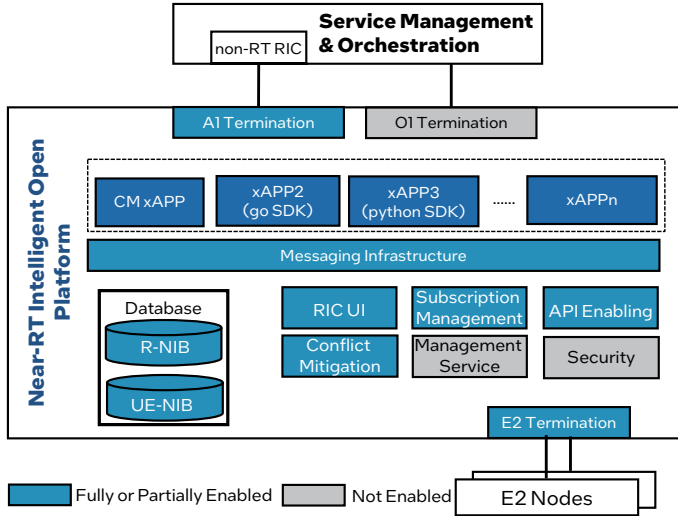 Service Management
& Orchestration
non-RT RIC
A1 Termination
O1 Termination
Near-RT Intelligent Open
Platform
CM xAPP
xAPP2
(go SDK)
xAPP3
(python SDK)
......
xAPPn
Messaging Infrastructure
Database
R-NIB
UE-NIB
RIC UI
Subscription
Management
API Enabling
Conflict
Mitigation
Management
Service
Security
E2 Termination
Fully or Partially Enabled
Not Enabled
E2 Nodes